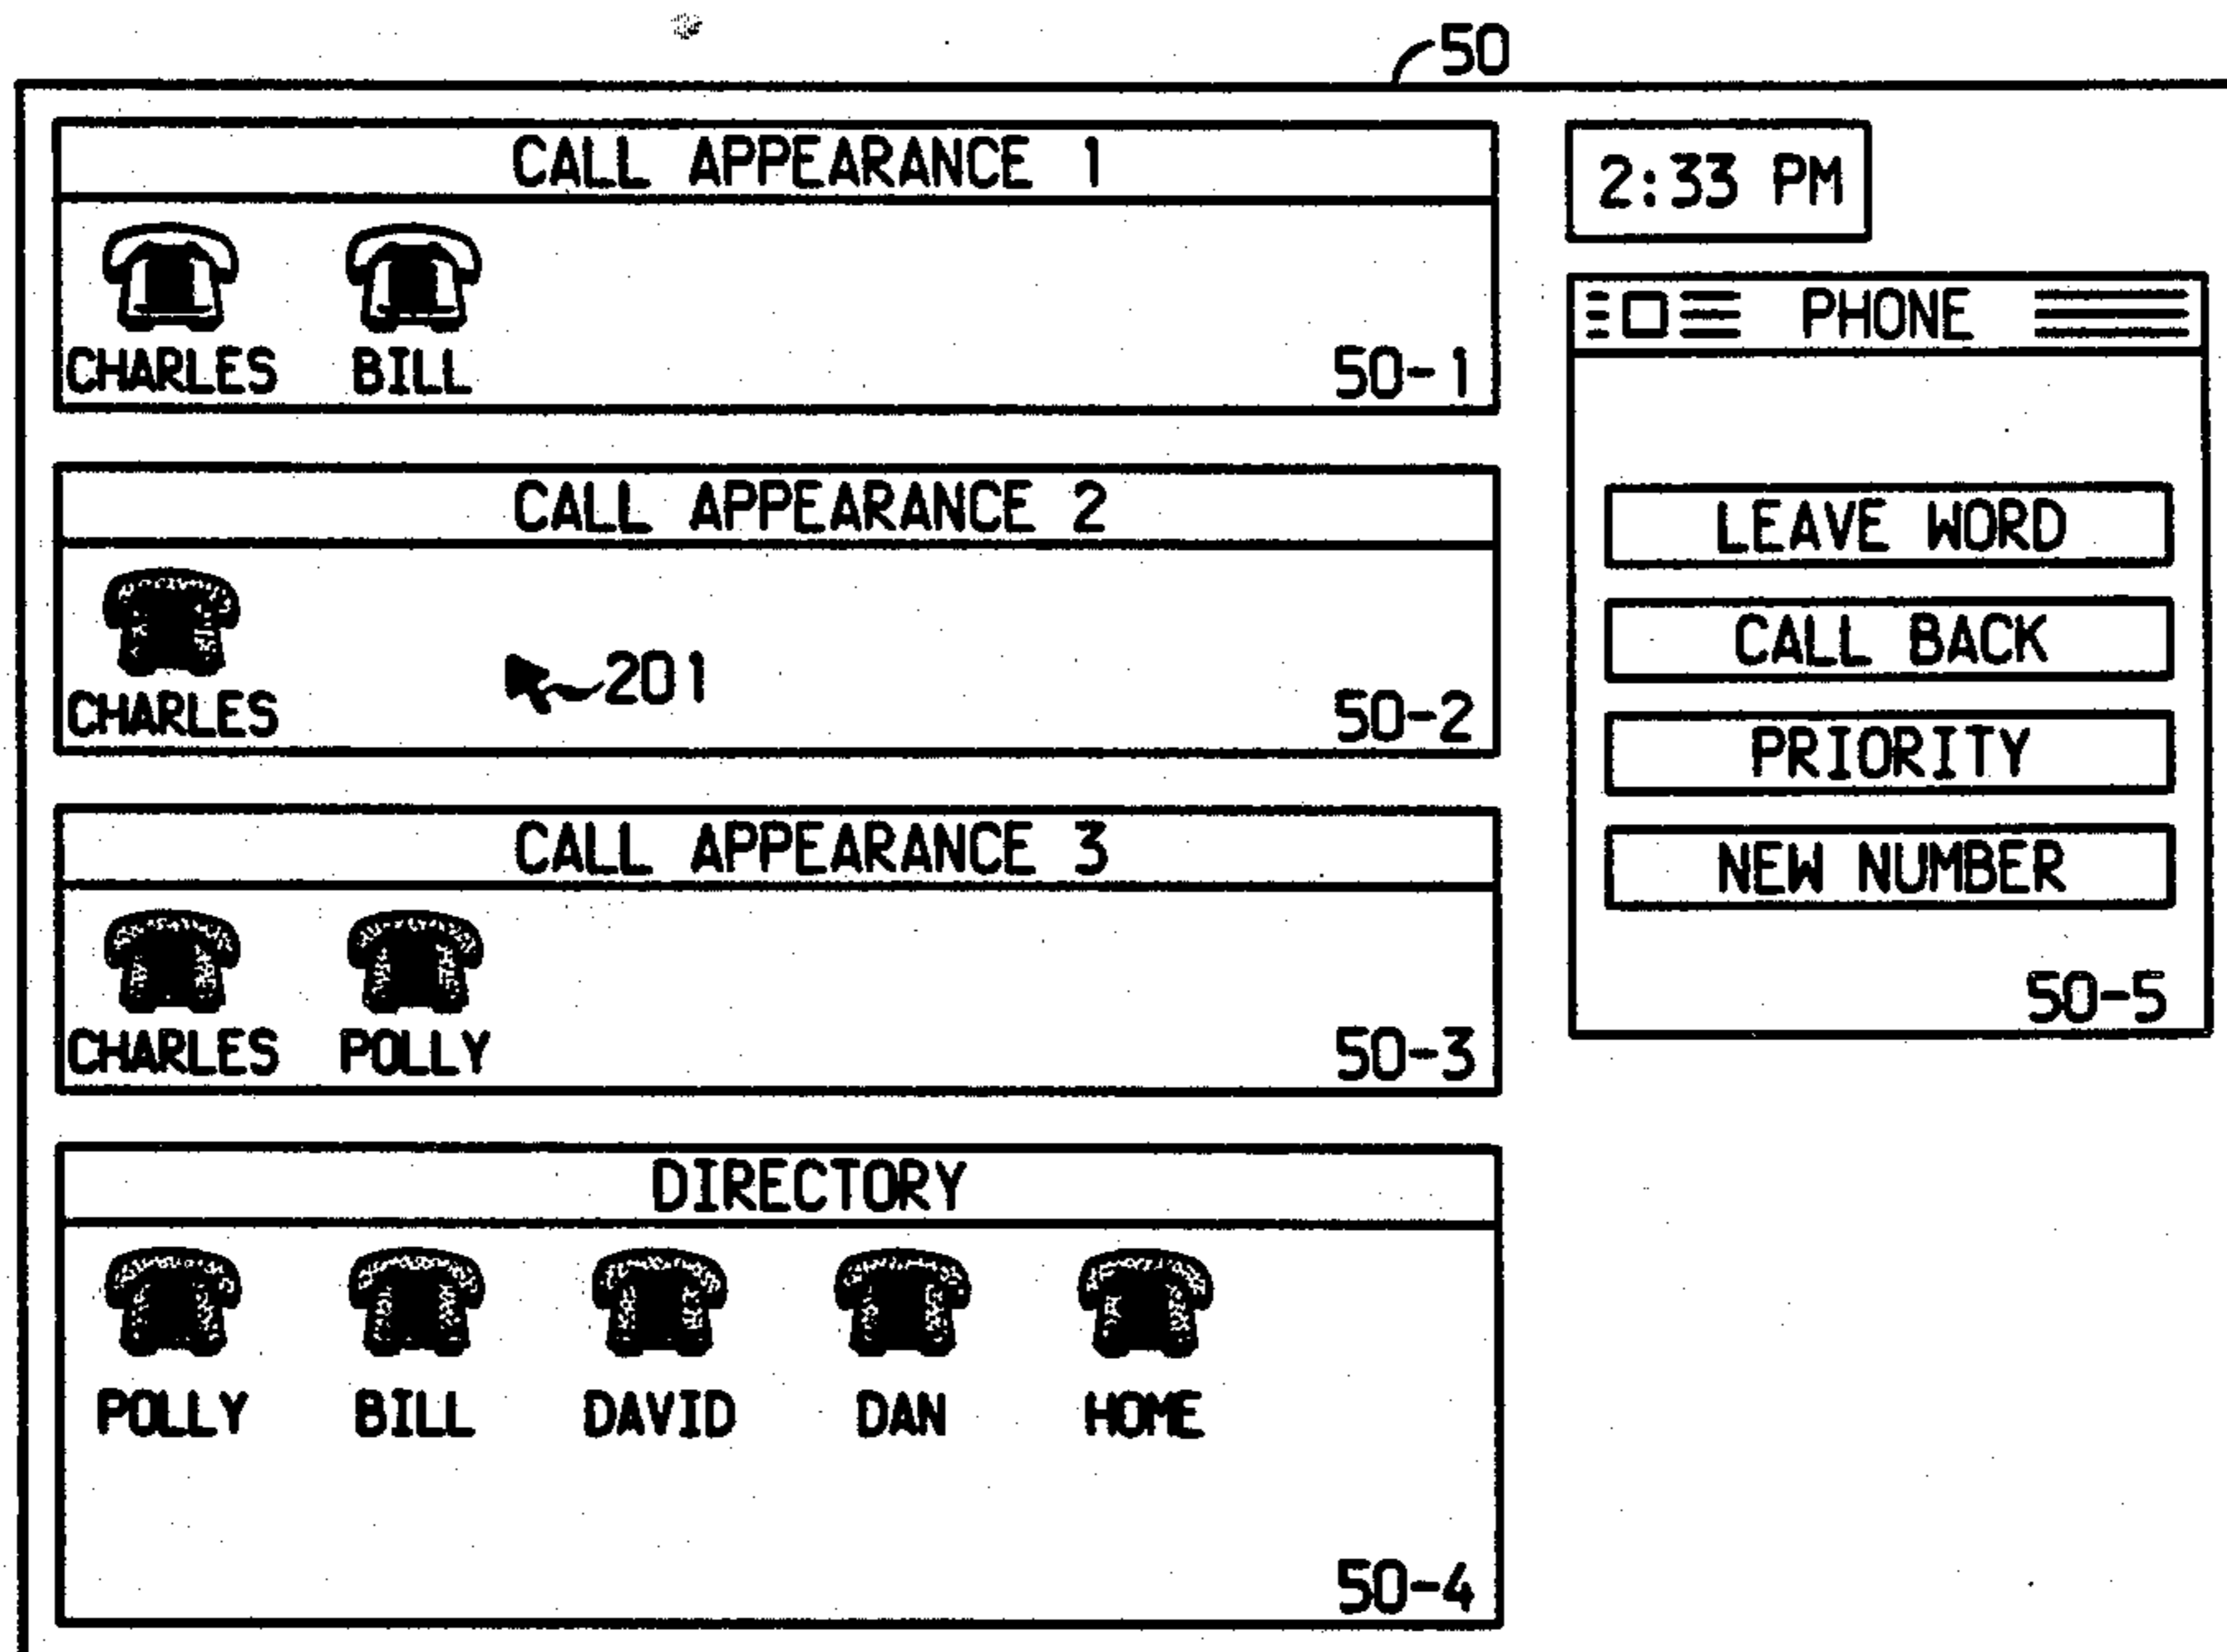 50
CALL APPEARANCE 1
CHARLES BILL
50-1
CALL APPEARANCE 2
201
CHARLES
50-2
CALL APPEARANCE 3
CHARLES POLLY
50-3
DIRECTORY
POLLY BILL DAVID DAN HOME
50-4
2:33 PM
PHONE
LEAVE WORD
CALL BACK
PRIORITY
NEW NUMBER
50-5